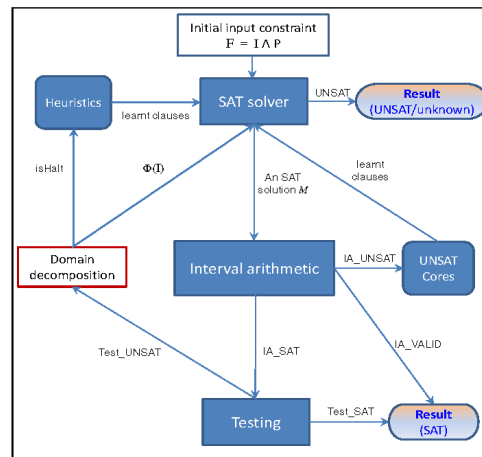 Initial input constraint
F = I ∧ P
Heuristics
SAT solver
UNSAT
Result
(UNSAT/unknown)
learnt clauses
isHalt
Φ(I)
An SAT
solution M
learnt
clauses
Domain
decomposition
Interval arithmetic
IA_UNSAT
UNSAT
Cores
Test_UNSAT
IA_SAT
IA_VALID
Testing
Test_SAT
Result
(SAT)